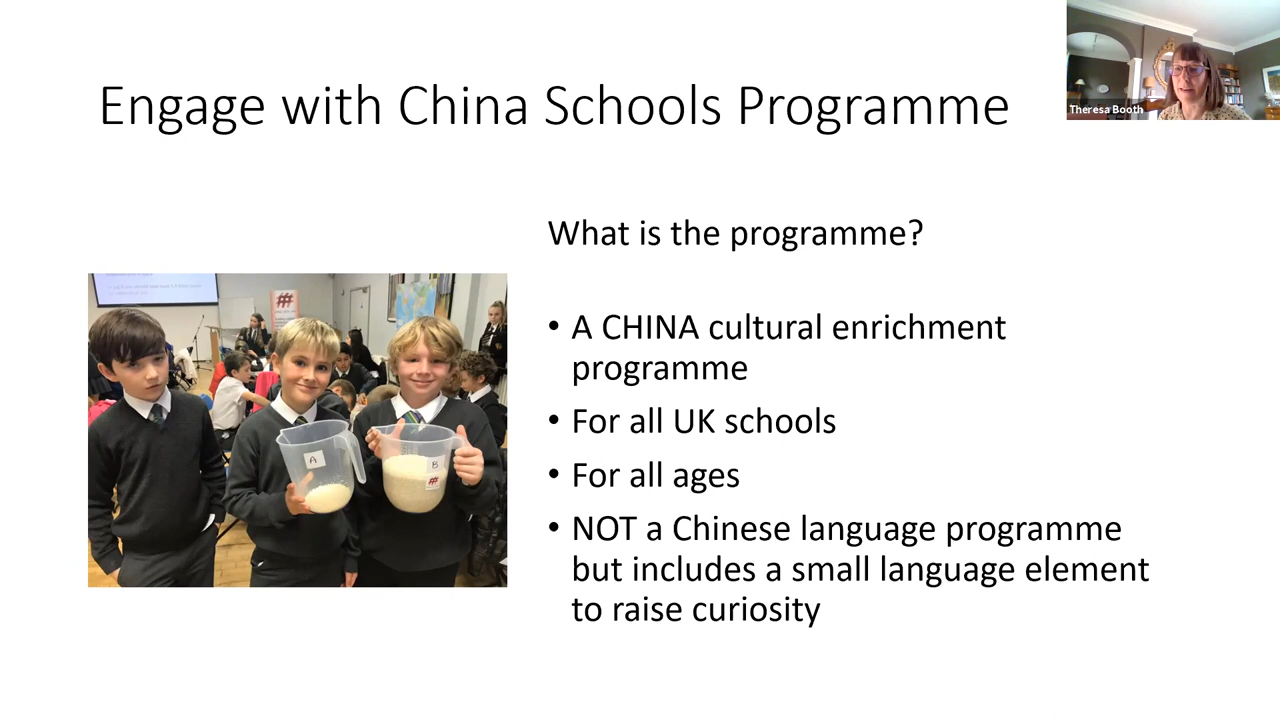 Engage with China Schools Programme
Theresa Booth
What is the programme?
• A CHINA cultural enrichment
programme
• For all UK schools
• For all ages
• NOT a Chinese language programme
but includes a small language element
to raise curiosity
A
B